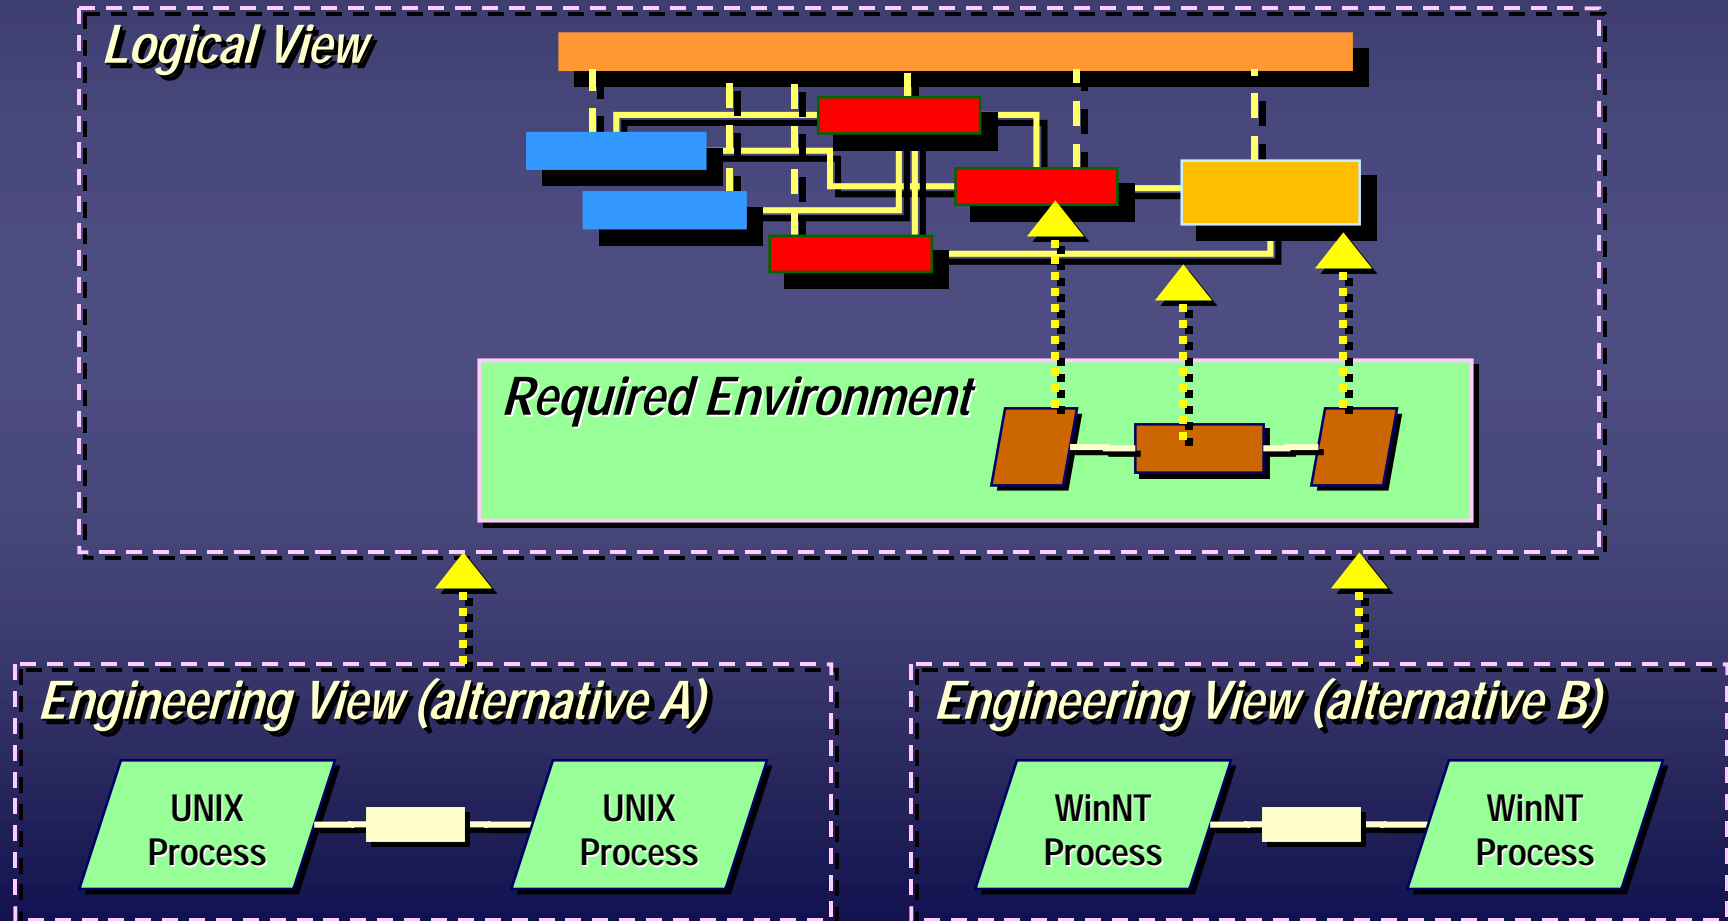 Logical View
Required Environment
Engineering View (alternative A)
UNIX
Process
UNIX
Process
Engineering View (alternative B)
WinNT
Process
WinNT
Process